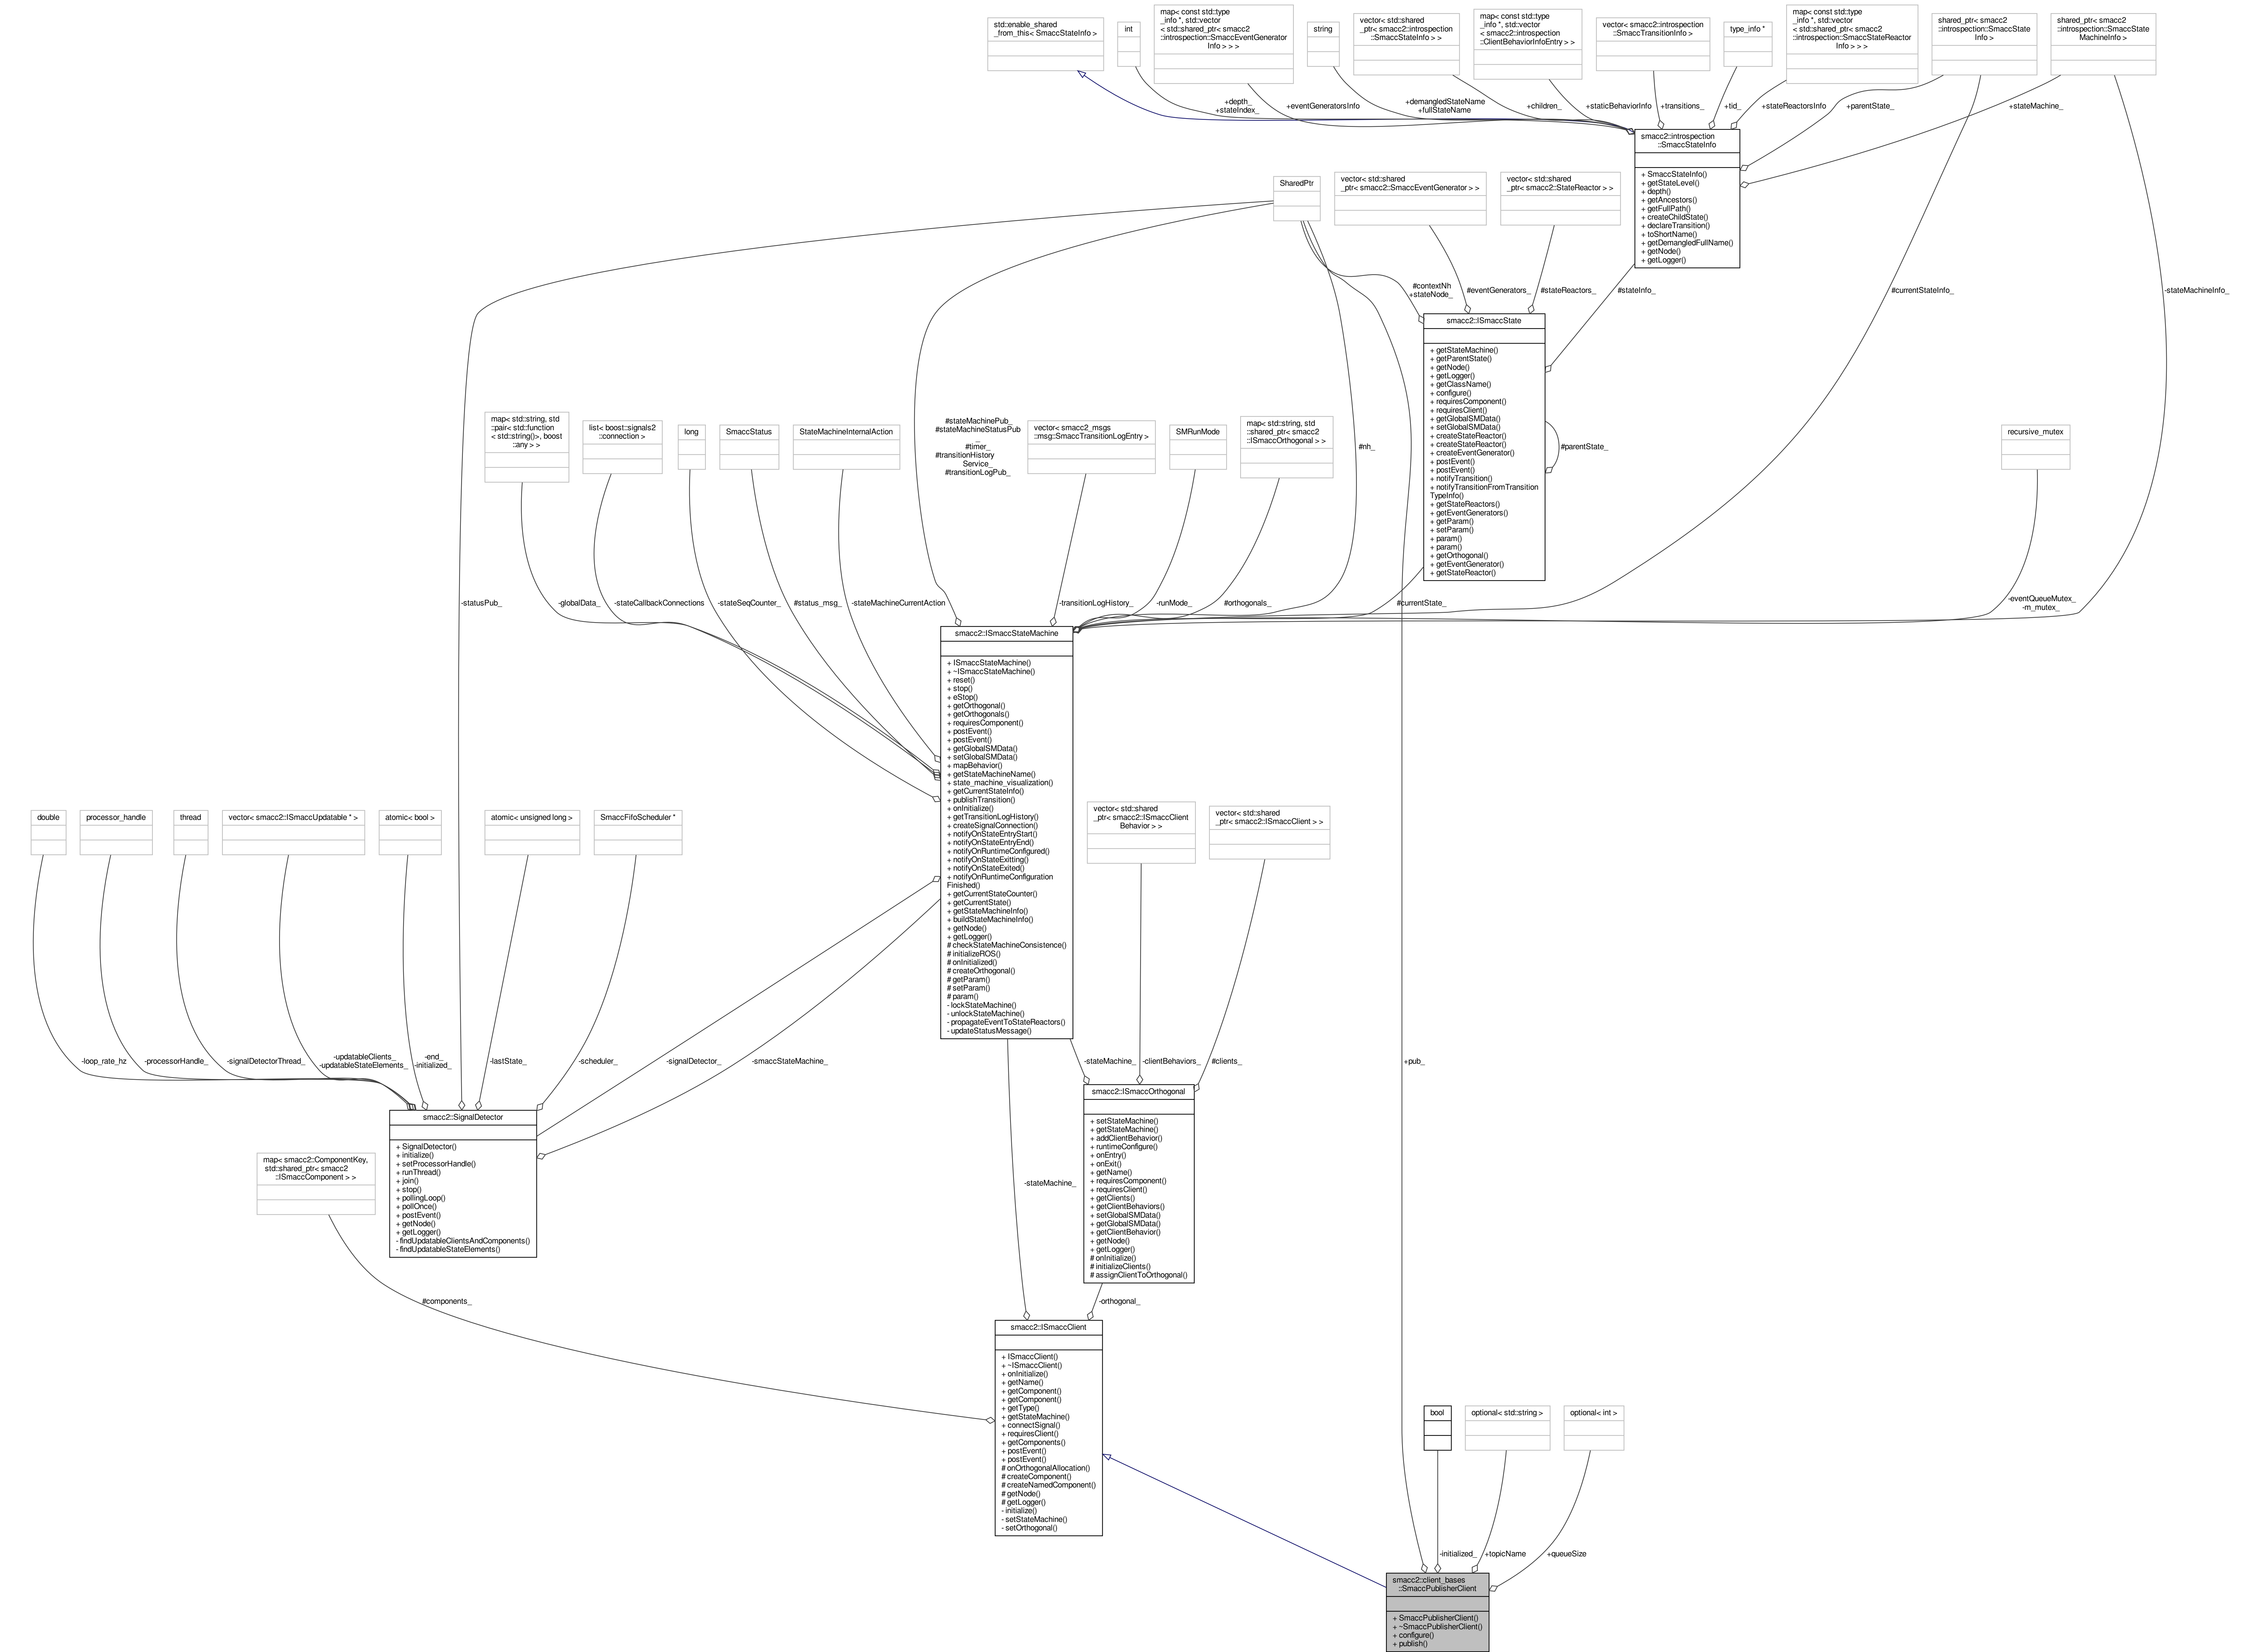 std::enable_shared
_from_this< SmaccStateInfo >
int
map< const std::type
_info *, std::vector
< std::shared_ptr< smacc2
::introspection::SmaccEventGenerator
Info > > >
string
vector< std::shared
_ptr< smacc2::introspection
::SmaccStateInfo > >
map< const std::type
_info *, std::vector
< smacc2::introspection
::ClientBehaviorInfoEntry > >
vector< smacc2::introspection
::SmaccTransitionInfo >
type_info *
map< const std::type
_info *, std::vector
< std::shared_ptr< smacc2
::introspection::SmaccStateReactor
Info > > >
shared_ptr< smacc2
::introspection::SmaccState
Info >
shared_ptr< smacc2
::introspection::SmaccState
MachineInfo >
+depth_
+stateIndex_
+eventGeneratorsInfo
+demangledStateName
+fullStateName
+children_
+staticBehaviorInfo
+transitions_
+tid_
+stateReactorsInfo
+parentState_
+stateMachine_
smacc2::introspection
::SmaccStateInfo
+ SmaccStateInfo()
+ getStateLevel()
+ depth()
+ getAncestors()
+ getFullPath()
+ createChildState()
+ declareTransition()
+ toShortName()
+ getDemangledFullName()
+ getNode()
+ getLogger()
SharedPtr
vector< std::shared
_ptr< smacc2::SmaccEventGenerator > >
vector< std::shared
_ptr< smacc2::StateReactor > >
#contextNh
+stateNode_
#eventGenerators_
#stateReactors_
#stateInfo_
#currentStateInfo_
-stateMachineInfo_
smacc2::ISmaccState
+ getStateMachine()
+ getParentState()
+ getNode()
+ getLogger()
+ getClassName()
+ configure()
+ requiresComponent()
+ requiresClient()
+ getGlobalSMData()
+ setGlobalSMData()
+ createStateReactor()
+ createStateReactor()
+ createEventGenerator()
+ postEvent()
+ postEvent()
+ notifyTransition()
+ notifyTransitionFromTransition
TypeInfo()
+ getStateReactors()
+ getEventGenerators()
+ getParam()
+ setParam()
+ param()
+ param()
+ getOrthogonal()
+ getEventGenerator()
+ getStateReactor()
#parentState_
map< std::string, std
::pair< std::function
< std::string()>, boost
::any > >
list< boost::signals2
::connection >
long
SmaccStatus
StateMachineInternalAction
#stateMachinePub_
#stateMachineStatusPub
_
#timer_
#transitionHistory
Service_
#transitionLogPub_
vector< smacc2_msgs
::msg::SmaccTransitionLogEntry >
SMRunMode
map< std::string, std
::shared_ptr< smacc2
::ISmaccOrthogonal > >
#nh_
recursive_mutex
-statusPub_
-globalData_
-stateCallbackConnections
-stateSeqCounter_
#status_msg_
-stateMachineCurrentAction
-transitionLogHistory_
-runMode_
#orthogonals_
#currentState_
-eventQueueMutex_
-m_mutex_
smacc2::ISmaccStateMachine
+ ISmaccStateMachine()
+ ~ISmaccStateMachine()
+ reset()
+ stop()
+ eStop()
+ getOrthogonal()
+ getOrthogonals()
+ requiresComponent()
+ postEvent()
+ postEvent()
+ getGlobalSMData()
+ setGlobalSMData()
+ mapBehavior()
+ getStateMachineName()
+ state_machine_visualization()
+ getCurrentStateInfo()
+ publishTransition()
+ onInitialize()
+ getTransitionLogHistory()
+ createSignalConnection()
+ notifyOnStateEntryStart()
+ notifyOnStateEntryEnd()
+ notifyOnRuntimeConfigured()
+ notifyOnStateExitting()
+ notifyOnStateExited()
+ notifyOnRuntimeConfiguration
Finished()
+ getCurrentStateCounter()
+ getCurrentState()
+ getStateMachineInfo()
+ buildStateMachineInfo()
+ getNode()
+ getLogger()
# checkStateMachineConsistence()
# initializeROS()
# onInitialized()
# createOrthogonal()
# getParam()
# setParam()
# param()
- lockStateMachine()
- unlockStateMachine()
- propagateEventToStateReactors()
- updateStatusMessage()
double
processor_handle
thread
vector< smacc2::ISmaccUpdatable * >
atomic< bool >
atomic< unsigned long >
SmaccFifoScheduler *
vector< std::shared
_ptr< smacc2::ISmaccClient
Behavior > >
vector< std::shared
_ptr< smacc2::ISmaccClient > >
-loop_rate_hz
-processorHandle_
-signalDetectorThread_
-updatableClients_
-updatableStateElements_
-end_
-initialized_
-lastState_
-scheduler_
-signalDetector_
-smaccStateMachine_
-stateMachine_
-clientBehaviors_
#clients_
+pub_
smacc2::SignalDetector
+ SignalDetector()
+ initialize()
+ setProcessorHandle()
+ runThread()
+ join()
+ stop()
+ pollingLoop()
+ pollOnce()
+ postEvent()
+ getNode()
+ getLogger()
- findUpdatableClientsAndComponents()
- findUpdatableStateElements()
smacc2::ISmaccOrthogonal
+ setStateMachine()
+ getStateMachine()
+ addClientBehavior()
+ runtimeConfigure()
+ onEntry()
+ onExit()
+ getName()
+ requiresComponent()
+ requiresClient()
+ getClients()
+ getClientBehaviors()
+ setGlobalSMData()
+ getGlobalSMData()
+ getClientBehavior()
+ getNode()
+ getLogger()
# onInitialize()
# initializeClients()
# assignClientToOrthogonal()
map< smacc2::ComponentKey,
std::shared_ptr< smacc2
::ISmaccComponent > >
-stateMachine_
#components_
-orthogonal_
smacc2::ISmaccClient
+ ISmaccClient()
+ ~ISmaccClient()
+ onInitialize()
+ getName()
+ getComponent()
+ getComponent()
+ getType()
+ getStateMachine()
+ connectSignal()
+ requiresClient()
+ getComponents()
+ postEvent()
+ postEvent()
# onOrthogonalAllocation()
# createComponent()
# createNamedComponent()
# getNode()
# getLogger()
- initialize()
- setStateMachine()
- setOrthogonal()
bool
optional< std::string >
optional< int >
-initialized_
+topicName
+queueSize
smacc2::client_bases
::SmaccPublisherClient
+ SmaccPublisherClient()
+ ~SmaccPublisherClient()
+ configure()
+ publish()